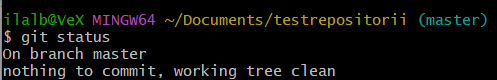 ilalb@VeX MINGW64 ~/Documents/testrepositorii (master)
$ git status
On branch master
nothing to commit, working tree clean